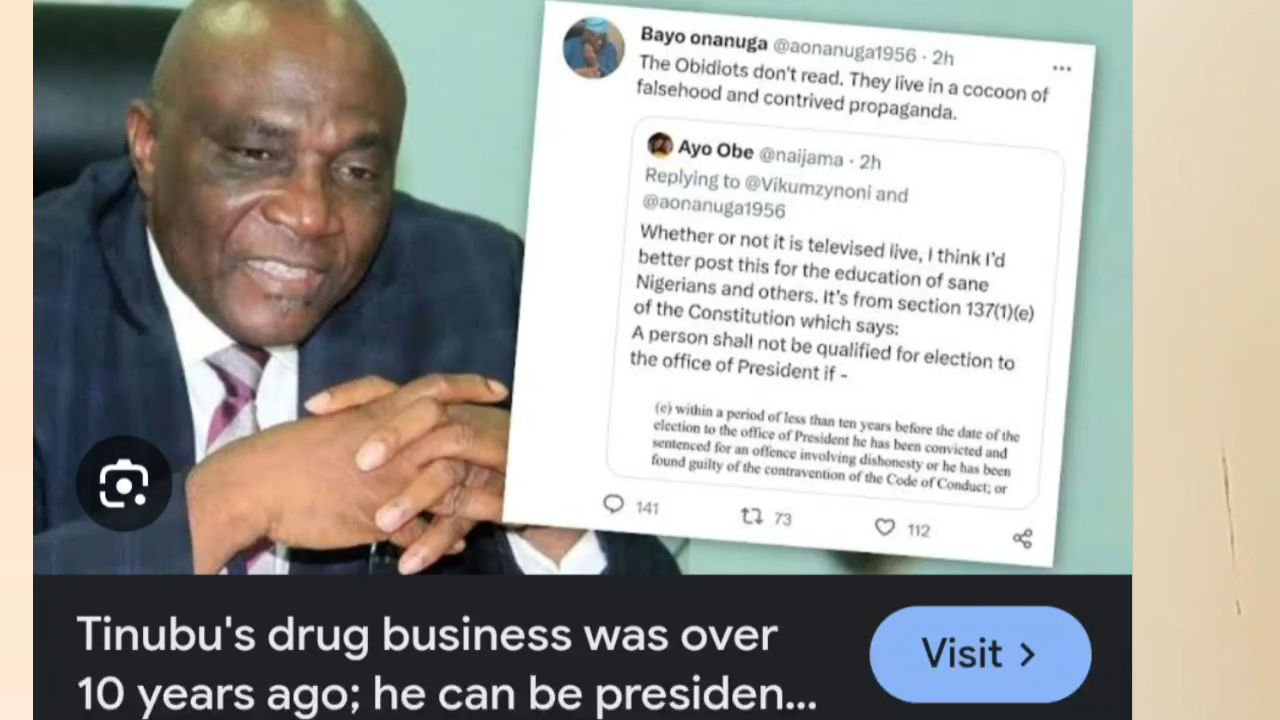 Bayo onanuga @aonanuga1956 · 2h
The Obidiots don't read. They live in a cocoon of
falsehood and contrived propaganda.
Ayo Obe @naijama · 2h
Replying to @Vikumzynoni and
@aonanuga1956
Whether or not it is televised live, I think I'd
better post this for the education of sane
Nigerians and others. It's from section 137(1)(e)
of the Constitution which says:
A person shall not be qualified for election to
the office of President if -
(e) within a period of less than ten years before the date of the
election to the office of President he has been convicted and
sentenced for an offence involving dishonesty or he has been
found guilty of the contravention of the Code of Conduct; or
141 73 112
Tinubu's drug business was over
10 years ago; he can be presiden...
Visit >